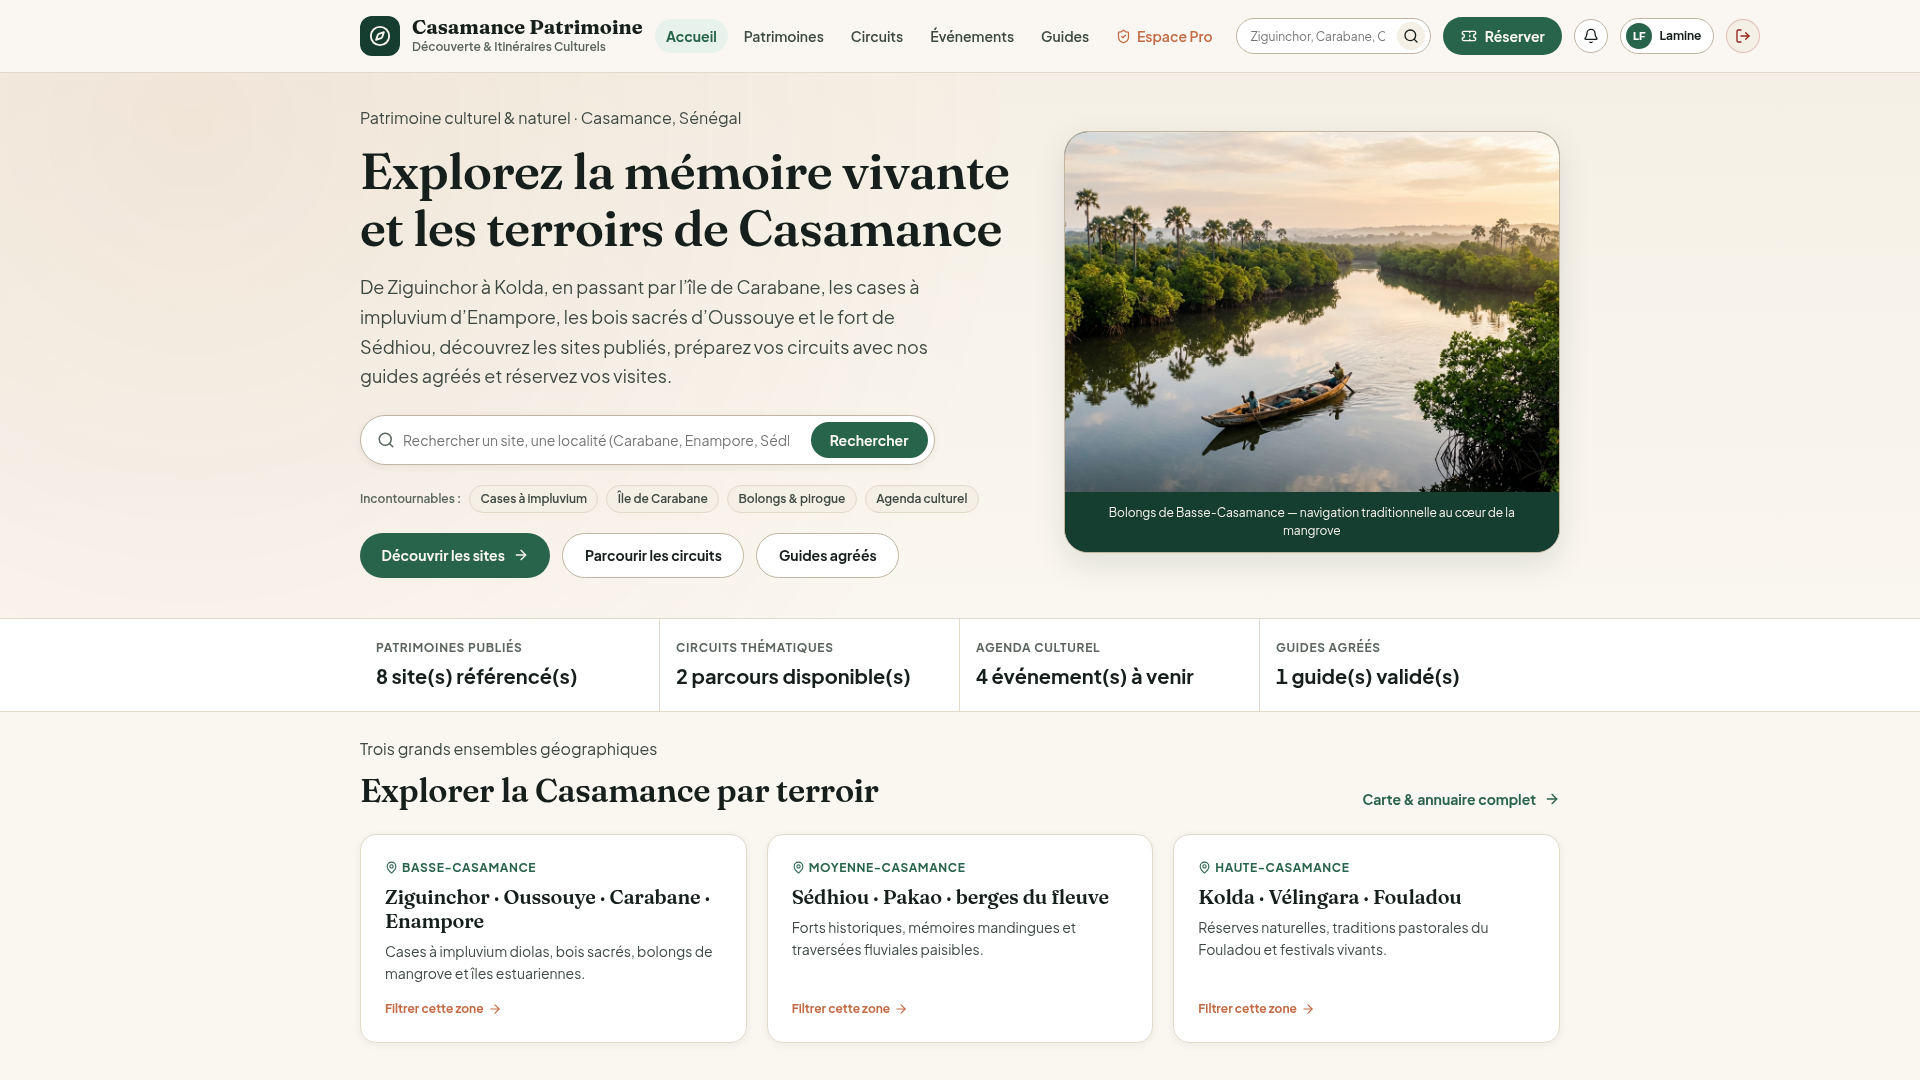 Casamance Patrimoine
Découverte & Itinéraires Culturels
Accueil
Patrimoines
Circuits
Événements
Guides
Espace Pro
Ziguinchor, Carabane, C
Réserver
LF
Lamine
Patrimoine culturel & naturel · Casamance, Sénégal
Explorez la mémoire vivante
et les terroirs de Casamance
De Ziguinchor à Kolda, en passant par l’île de Carabane, les cases à
impluvium d’Enampore, les bois sacrés d’Oussouye et le fort de
Sédhiou, découvrez les sites publiés, préparez vos circuits avec nos
guides agréés et réservez vos visites.
Rechercher un site, une localité (Carabane, Enampore, Sédl
Rechercher
Incontournables :
Cases à impluvium
Île de Carabane
Bolongs & pirogue
Agenda culturel
Découvrir les sites
Parcourir les circuits
Guides agréés
Bolongs de Basse-Casamance — navigation traditionnelle au cœur de la
mangrove
PATRIMOINES PUBLIÉS
8 site(s) référencé(s)
CIRCUITS THÉMATIQUES
2 parcours disponible(s)
AGENDA CULTUREL
4 événement(s) à venir
GUIDES AGRÉÉS
1 guide(s) validé(s)
Trois grands ensembles géographiques
Explorer la Casamance par terroir
Carte & annuaire complet
BASSE-CASAMANCE
Ziguinchor · Oussouye · Carabane ·
Enampore
Cases à impluvium diolas, bois sacrés, bolongs de
mangrove et îles estuariennes.
Filtrer cette zone
MOYENNE-CASAMANCE
Sédhiou · Pakao · berges du fleuve
Forts historiques, mémoires mandingues et
traversées fluviales paisibles.
Filtrer cette zone
HAUTE-CASAMANCE
Kolda · Vélingara · Fouladou
Réserves naturelles, traditions pastorales du
Fouladou et festivals vivants.
Filtrer cette zone